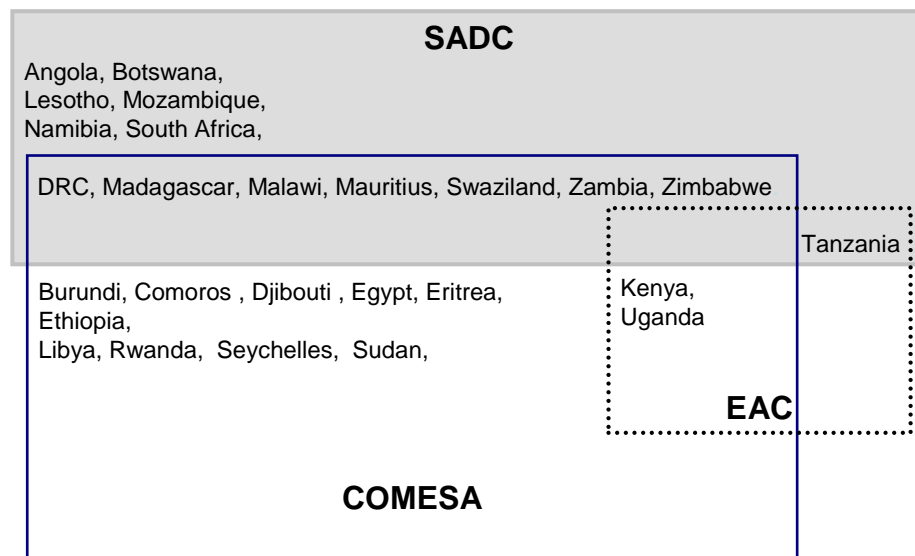 SADC
Angola, Botswana,
Lesotho, Mozambique,
Namibia, South Africa,
DRC, Madagascar, Malawi, Mauritius, Swaziland, Zambia, Zimbabwe
Tanzania
Burundi, Comoros , Djibouti , Egypt, Eritrea,
Ethiopia,
Libya, Rwanda, Seychelles, Sudan,
Kenya,
Uganda
EAC
COMESA